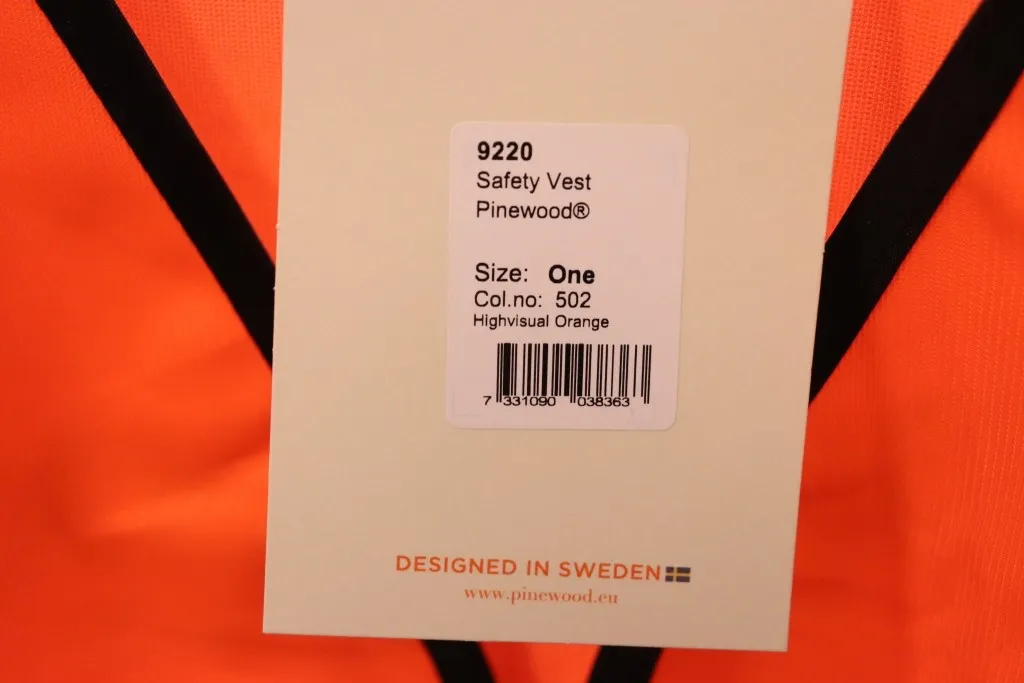 9220
Safety Vest
Pinewood®
Size: One
Col.no: 502
Highvisual Orange
7 331090 038363
DESIGNED IN SWEDEN
www.pinewood.eu